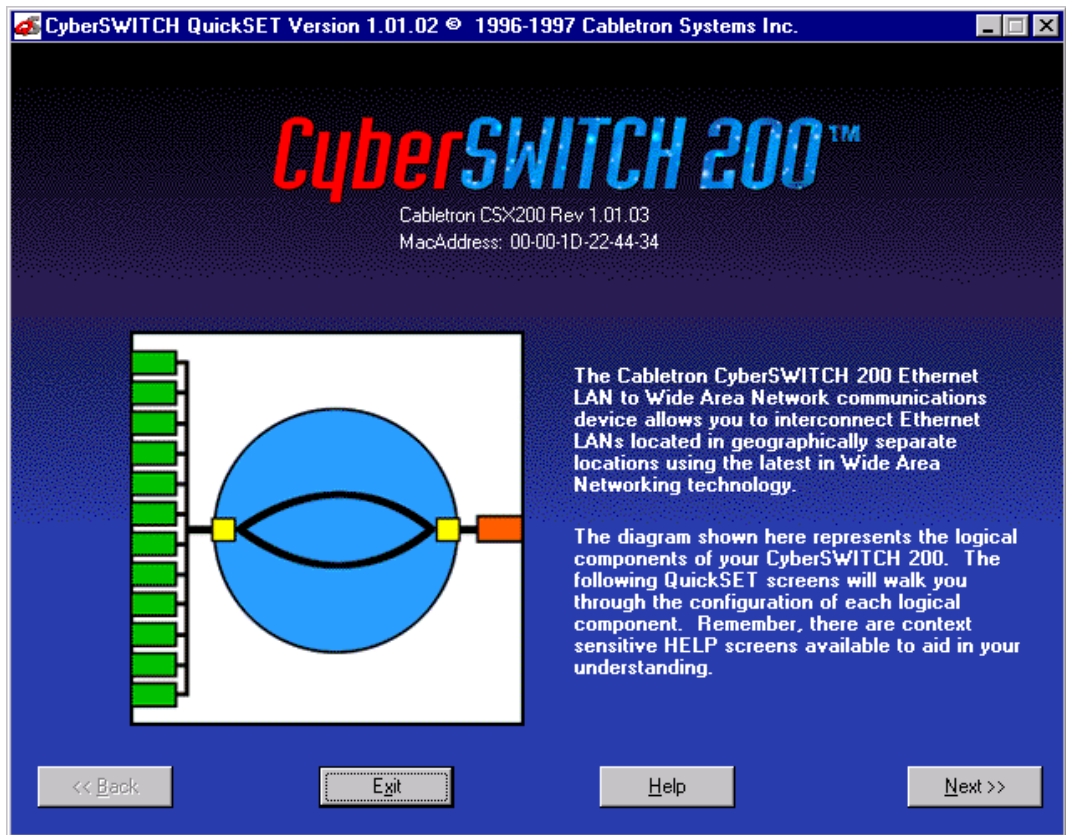 CyberSWITCH QuickSET Version 1.01.02 © 1996-1997 Cabletron Systems Inc.
CyberSWITCH 200™
Cabletron CSX200 Rev 1.01.03
MacAddress: 00-00-1D-22-44-34
The Cabletron CyberSWITCH 200 Ethernet
LAN to Wide Area Network communications
device allows you to interconnect Ethernet
LANs located in geographically separate
locations using the latest in Wide Area
Networking technology.
The diagram shown here represents the logical
components of your CyberSWITCH 200. The
following QuickSET screens will walk you
through the configuration of each logical
component. Remember, there are context
sensitive HELP screens available to aid in your
understanding.
<< Back
Exit
Help
Next >>